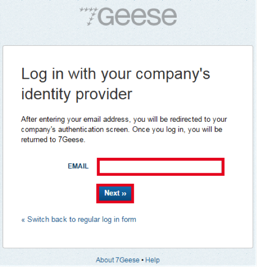 7Geese
Log in with your company's
identity provider
After entering your email address, you will be redirected to your
company's authentication screen. Once you log in, you will be
returned to 7Geese.
EMAIL
Next »
« Switch back to regular log in form
About 7Geese • Help